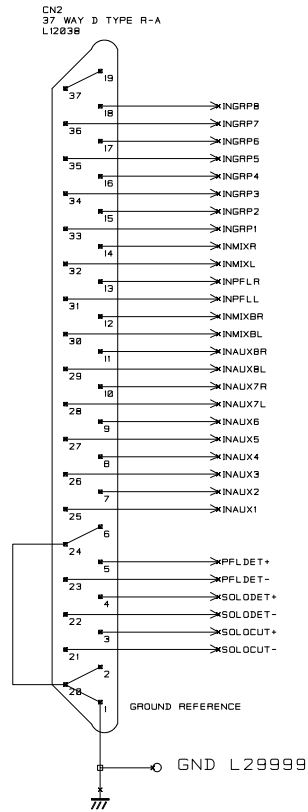 CN2
37 WAY D TYPE R-A
L12038
19
37
18 INGRP8
36 INGRP7
17 INGRP6
35 INGRP5
16 INGRP4
34 INGRP3
15 INGRP2
33 INGRP1
14 INMIXR
32 INMIXL
13 INPFLR
31 INPFLL
12 INMIXBR
30 INMIXBL
11 INAUX8R
29 INAUX8L
10 INAUX7R
28 INAUX7L
9 INAUX6
27 INAUX5
8 INAUX4
26 INAUX3
7 INAUX2
25 INAUX1
6
24
5 PFLDET+
23 PFLDET-
4 SOLODET+
22 SOLODET-
3 SOLOCUT+
21 SOLOCUT-
2
20
1 GROUND REFERENCE
GND L29999